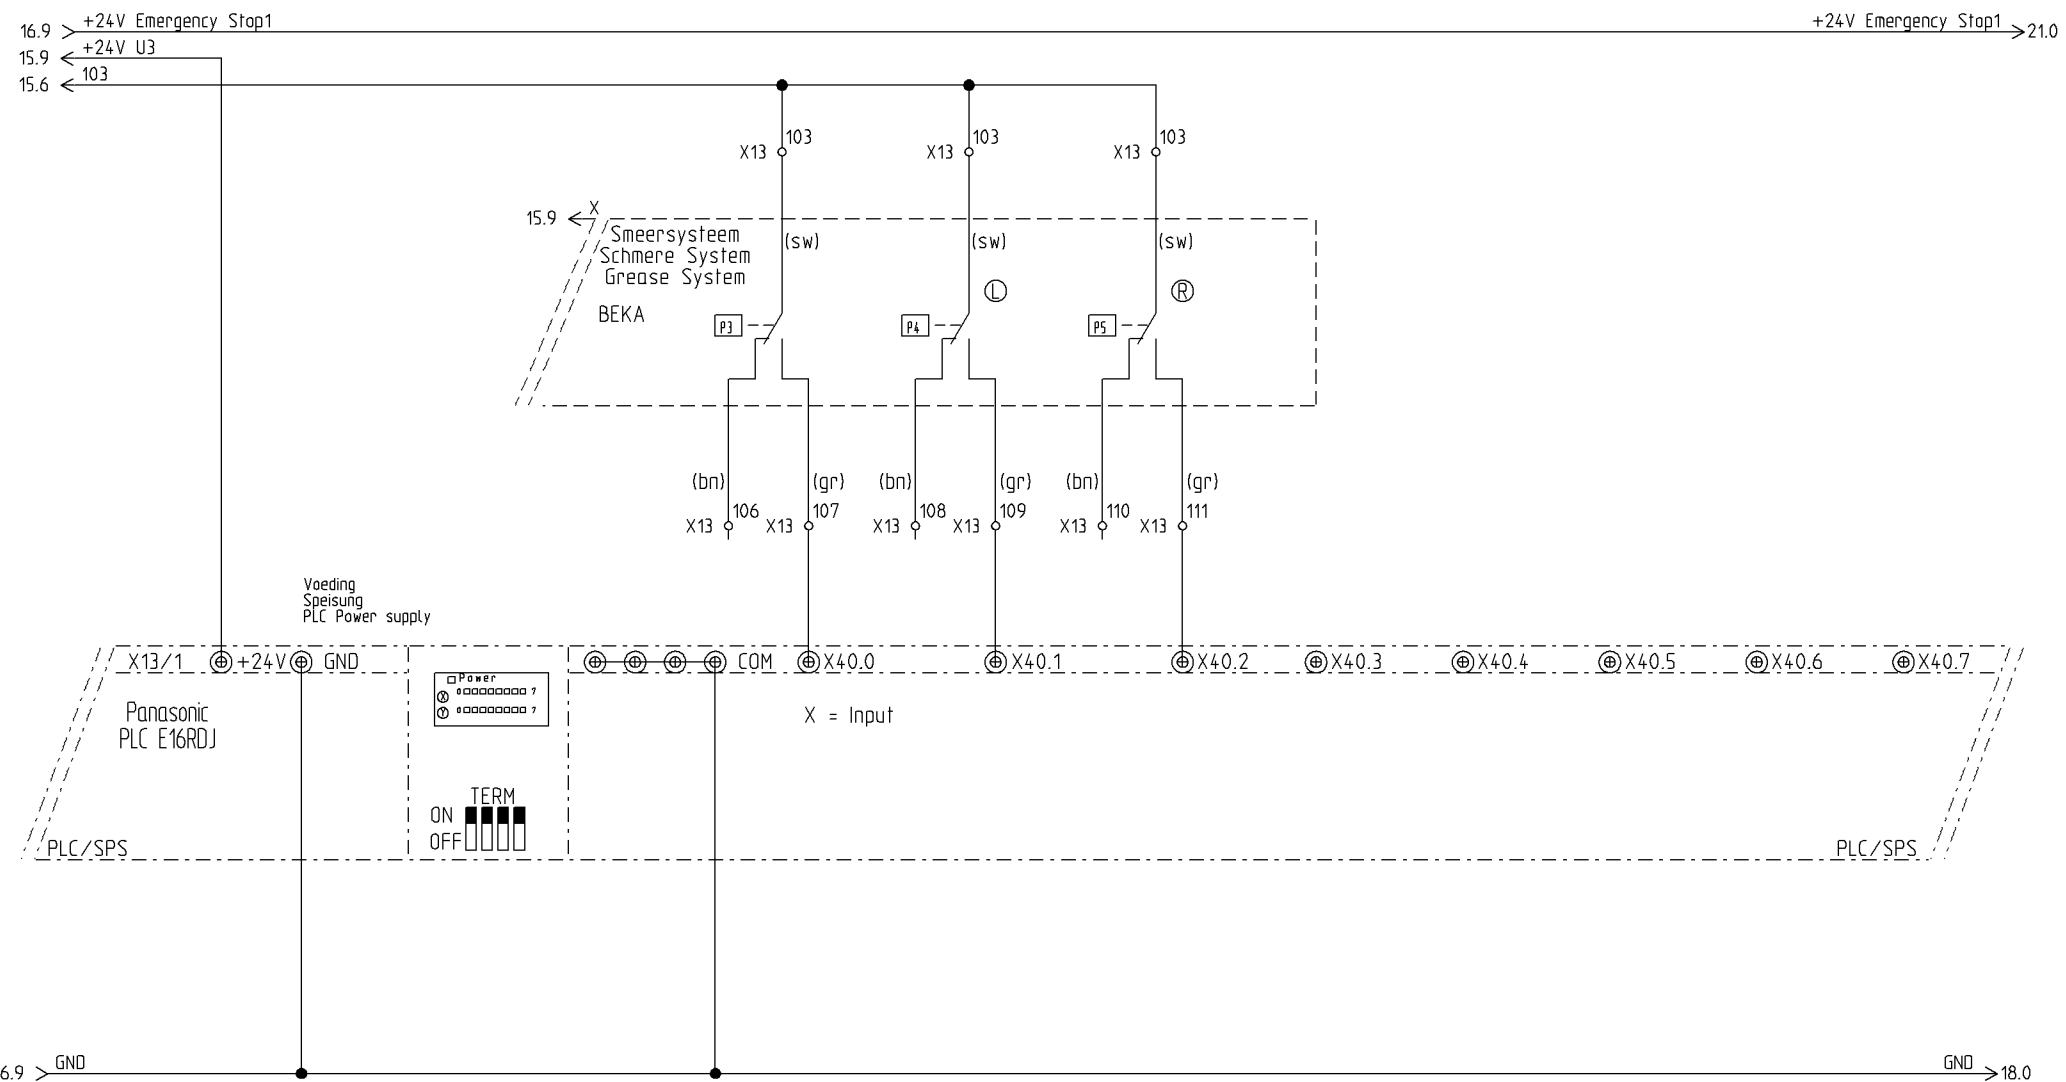 16.9 +24V Emergency Stop1 +24V Emergency Stop1 21.0
15.9 +24V U3
15.6 103
103 103 103
X13 X13 X13
15.9 X
Smeersysteem (sw) (sw) (sw)
Schmere System
Grease System
L R
BEKA
P3 P4 P5
(bn) (gr) (bn) (gr) (bn) (gr)
106 107 108 109 110 111
X13 X13 X13 X13 X13 X13
Voeding
Speisung
PLC Power supply
X13/1 +24V GND COM X40.0 X40.1 X40.2 X40.3 X40.4 X40.5 X40.6 X40.7
Power
X 0 7
Y 0 7
Panasonic
PLC E16RDJ
X = Input
TERM
ON
OFF
PLC/SPS PLC/SPS
6.9 GND GND 18.0